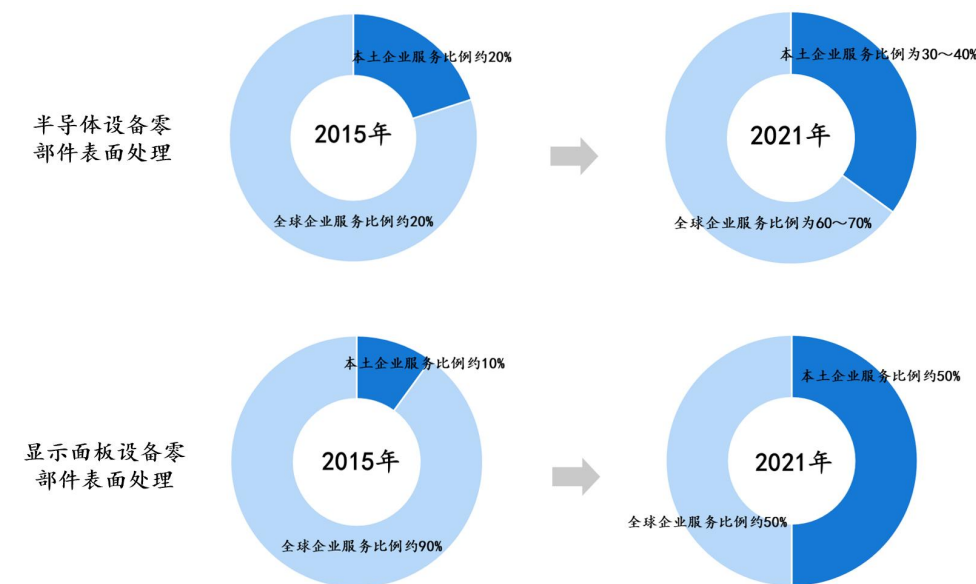 本土企业服务比例约20%
本土企业服务比例为30～40%
半导体设备零
部件表面处理
2015年
2021年
全球企业服务比例约20%
全球企业服务比例为60～70%
本土企业服务比例约10%
本土企业服务比例约50%
显示面板设备零
部件表面处理
2015年
2021年
全球企业服务比例约90%
全球企业服务比例约50%